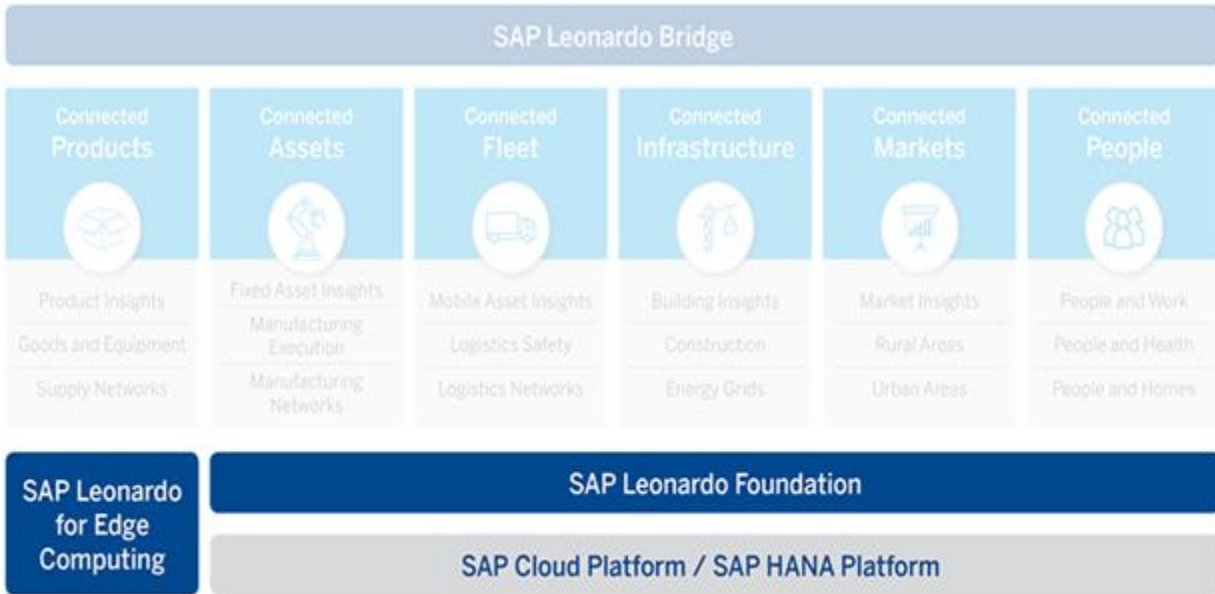 SAP Leonardo Bridge
Connected
Products
Connected
Assets
Connected
Fleet
Connected
Infrastructure
Connected
Markets
Connected
People
Product Insights
Goods and Equipment
Supply Networks
Fixed Asset Insights
Manufacturing
Execution
Manufacturing
Networks
Mobile Asset Insights
Logistics Safety
Logistics Networks
Building Insights
Construction
Energy Grids
Market Insights
Rural Areas
Urban Areas
People and Work
People and Health
People and Homes
SAP Leonardo
for Edge
Computing
SAP Leonardo Foundation
SAP Cloud Platform / SAP HANA Platform